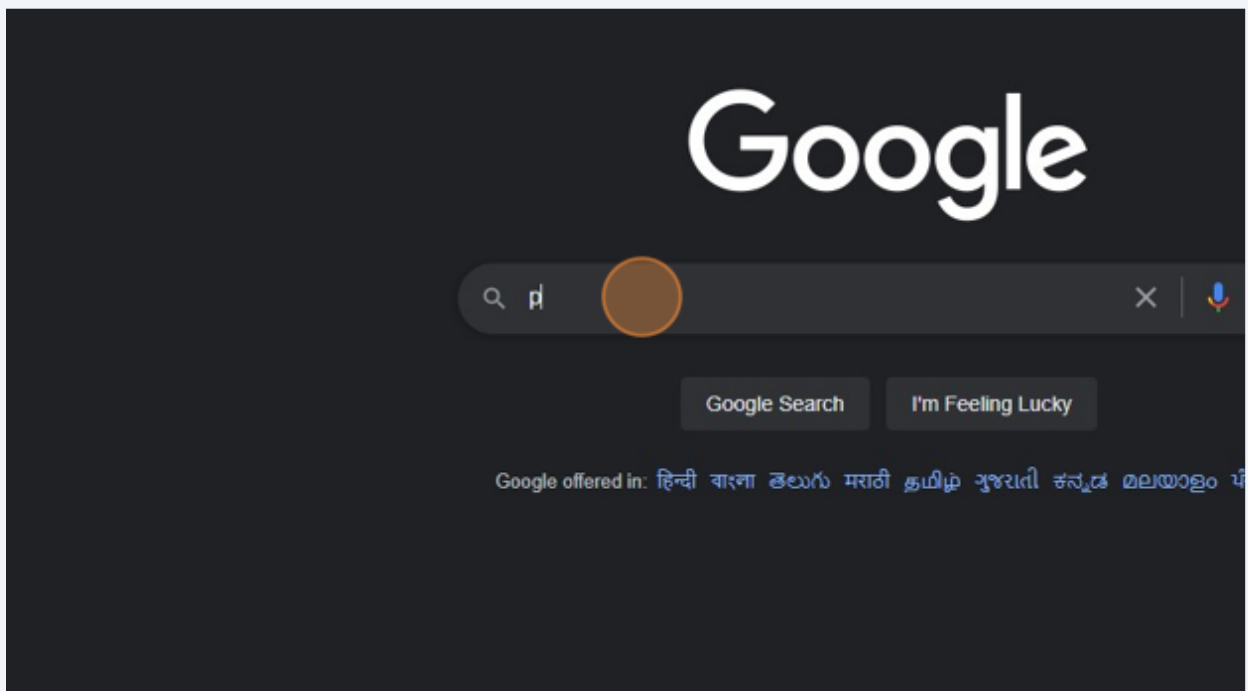 Google
p
Google Search
I'm Feeling Lucky
Google offered in: हिन्दी বাংলা తెలుగు मराठी தமிழ் ગુજરાતી ಕನ್ನಡ മലയാളം